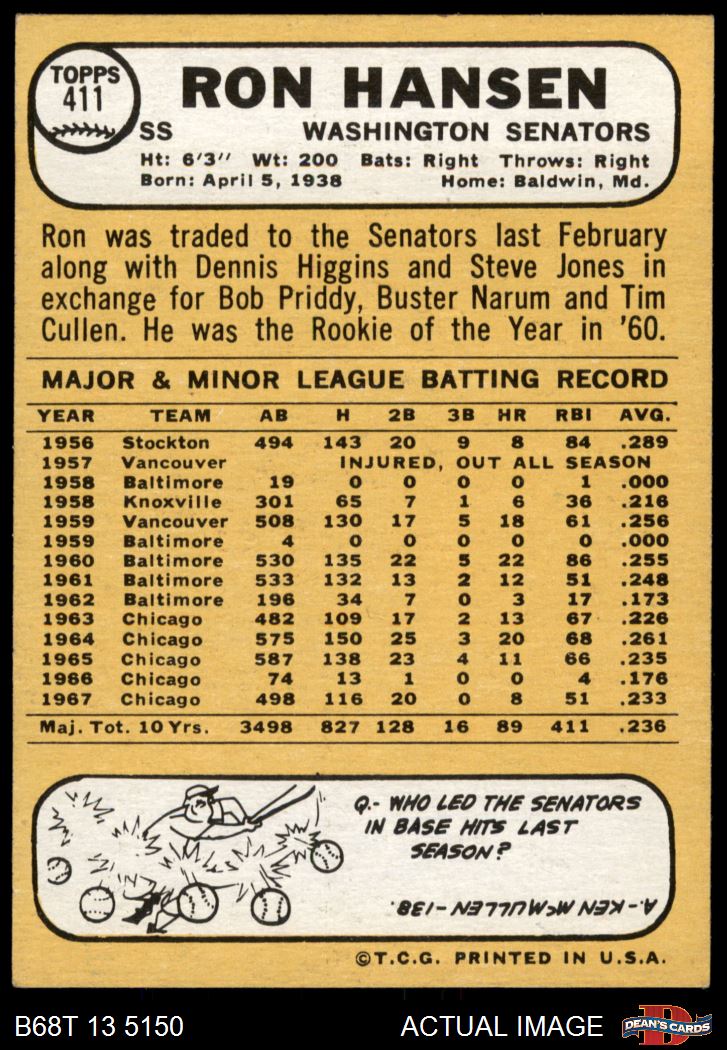 TOPPS
411
RON HANSEN
SS WASHINGTON SENATORS
Ht: 6'3" Wt: 200 Bats: Right Throws: Right
Born: April 5, 1938 Home: Baldwin, Md.
Ron was traded to the Senators last February
along with Dennis Higgins and Steve Jones in
exchange for Bob Priddy, Buster Narum and Tim
Cullen. He was the Rookie of the Year in '60.
MAJOR & MINOR LEAGUE BATTING RECORD
YEAR TEAM AB H 2B 3B HR RBI AVG.
1956 Stockton 494 143 20 9 8 84 .289
1957 Vancouver INJURED, OUT ALL SEASON
1958 Baltimore 19 0 0 0 0 1 .000
1958 Knoxville 301 65 7 1 6 36 .216
1959 Vancouver 508 130 17 5 18 61 .256
1959 Baltimore 4 0 0 0 0 0 .000
1960 Baltimore 530 135 22 5 22 86 .255
1961 Baltimore 533 132 13 2 12 51 .248
1962 Baltimore 196 34 7 0 3 17 .173
1963 Chicago 482 109 17 2 13 67 .226
1964 Chicago 575 150 25 3 20 68 .261
1965 Chicago 587 138 23 4 11 66 .235
1966 Chicago 74 13 1 0 0 4 .176
1967 Chicago 498 116 20 0 8 51 .233
Maj. Tot. 10 Yrs. 3498 827 128 16 89 411 .236
Q.- WHO LED THE SENATORS
IN BASE HITS LAST
SEASON?
A.- KEN McMULLEN - 138.
©T.C.G. PRINTED IN U.S.A.
B68T 13 5150 ACTUAL IMAGE
D
DEAN'S CARDS